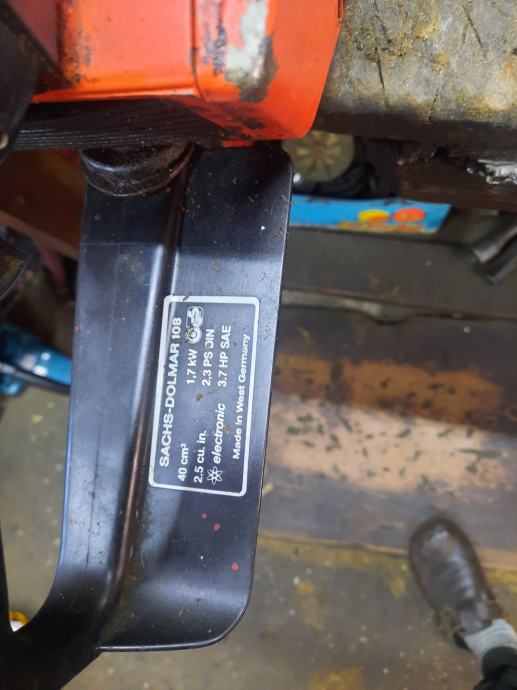 SACHS-DOLMAR 108
40 cm³ 1,7 kW
2.5 cu. in. 2,3 PS DIN
electronic 3.7 HP SAE
Made in West Germany